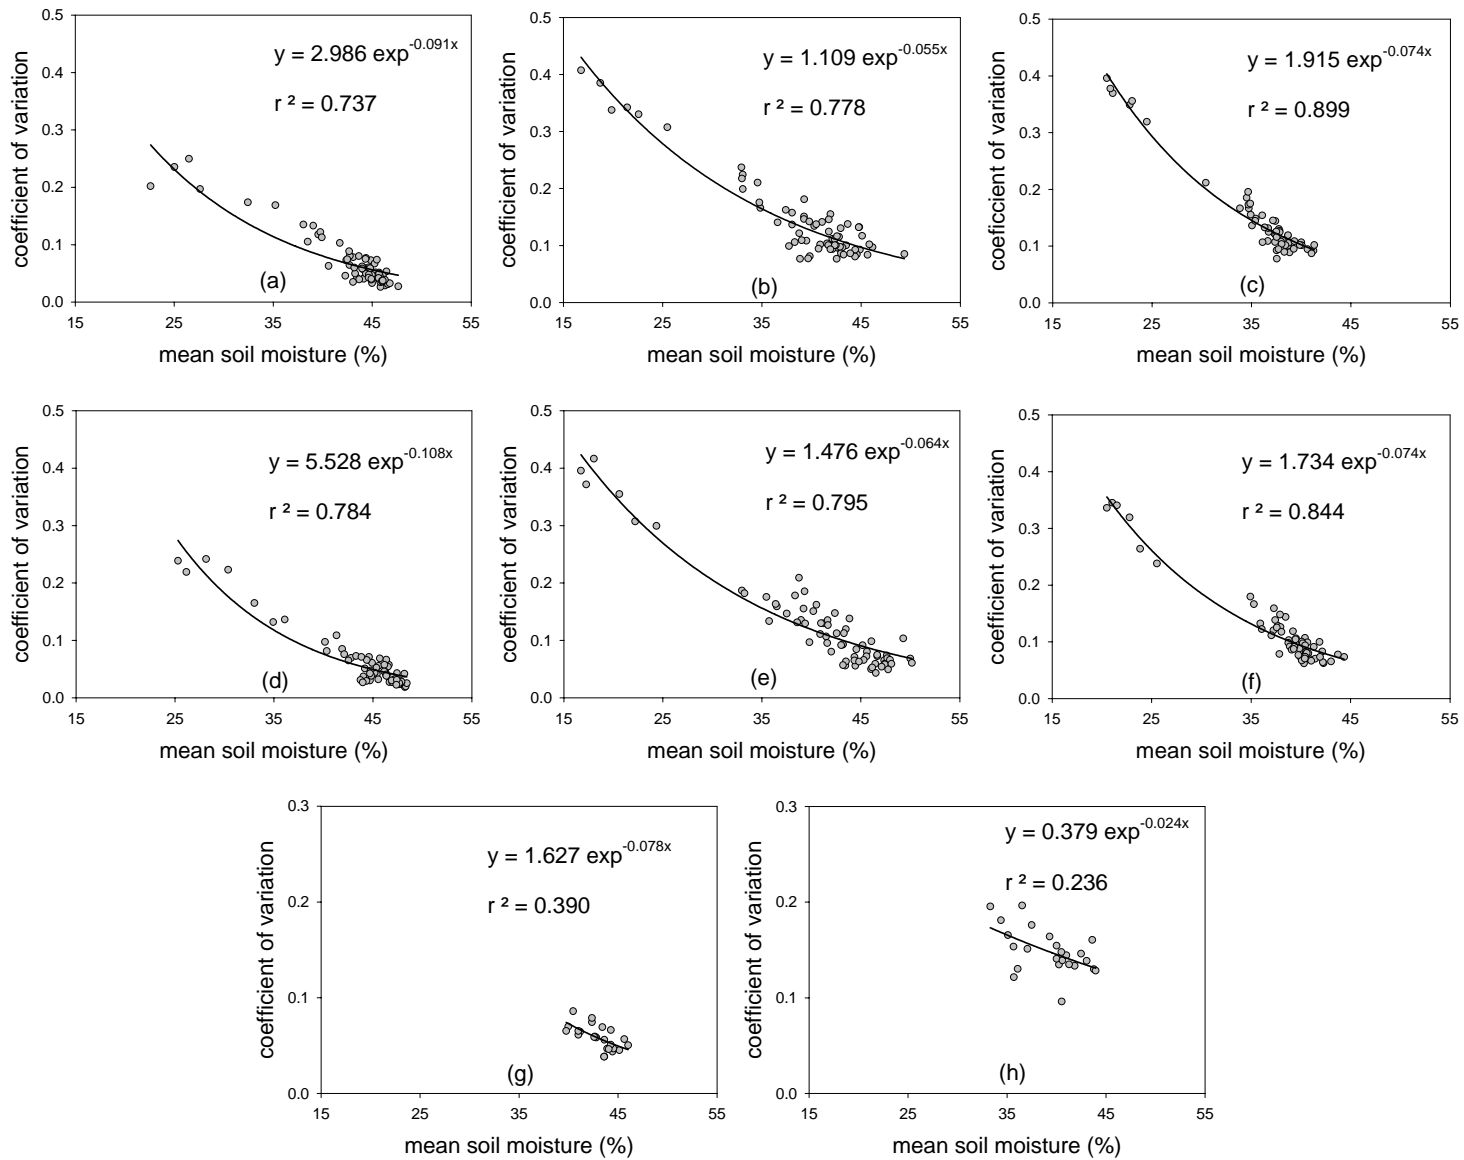 0.5
0.4
0.3
0.2
0.1
0.0
coefficient of variation
y = 2.986 exp^-0.091x
r ² = 0.737
(a)
15 25 35 45 55
mean soil moisture (%)
0.5
0.4
0.3
0.2
0.1
0.0
coefficient of variation
y = 1.109 exp^-0.055x
r ² = 0.778
(b)
15 25 35 45 55
mean soil moisture (%)
0.5
0.4
0.3
0.2
0.1
0.0
coeficcient of variation
y = 1.915 exp^-0.074x
r ² = 0.899
(c)
15 25 35 45 55
mean soil moisture (%)
0.5
0.4
0.3
0.2
0.1
0.0
coefficient of variation
y = 5.528 exp^-0.108x
r ² = 0.784
(d)
15 25 35 45 55
mean soil moisture (%)
0.5
0.4
0.3
0.2
0.1
0.0
coefficient of variation
y = 1.476 exp^-0.064x
r ² = 0.795
(e)
15 25 35 45 55
mean soil moisture (%)
0.5
0.4
0.3
0.2
0.1
0.0
coefficient of variation
y = 1.734 exp^-0.074x
r ² = 0.844
(f)
15 25 35 45 55
mean soil moisture (%)
0.3
0.2
0.1
0.0
coefficient of variation
y = 1.627 exp^-0.078x
r ² = 0.390
(g)
15 25 35 45 55
mean soil moisture (%)
0.3
0.2
0.1
0.0
coefficient of variation
y = 0.379 exp^-0.024x
r ² = 0.236
(h)
15 25 35 45 55
mean soil moisture (%)